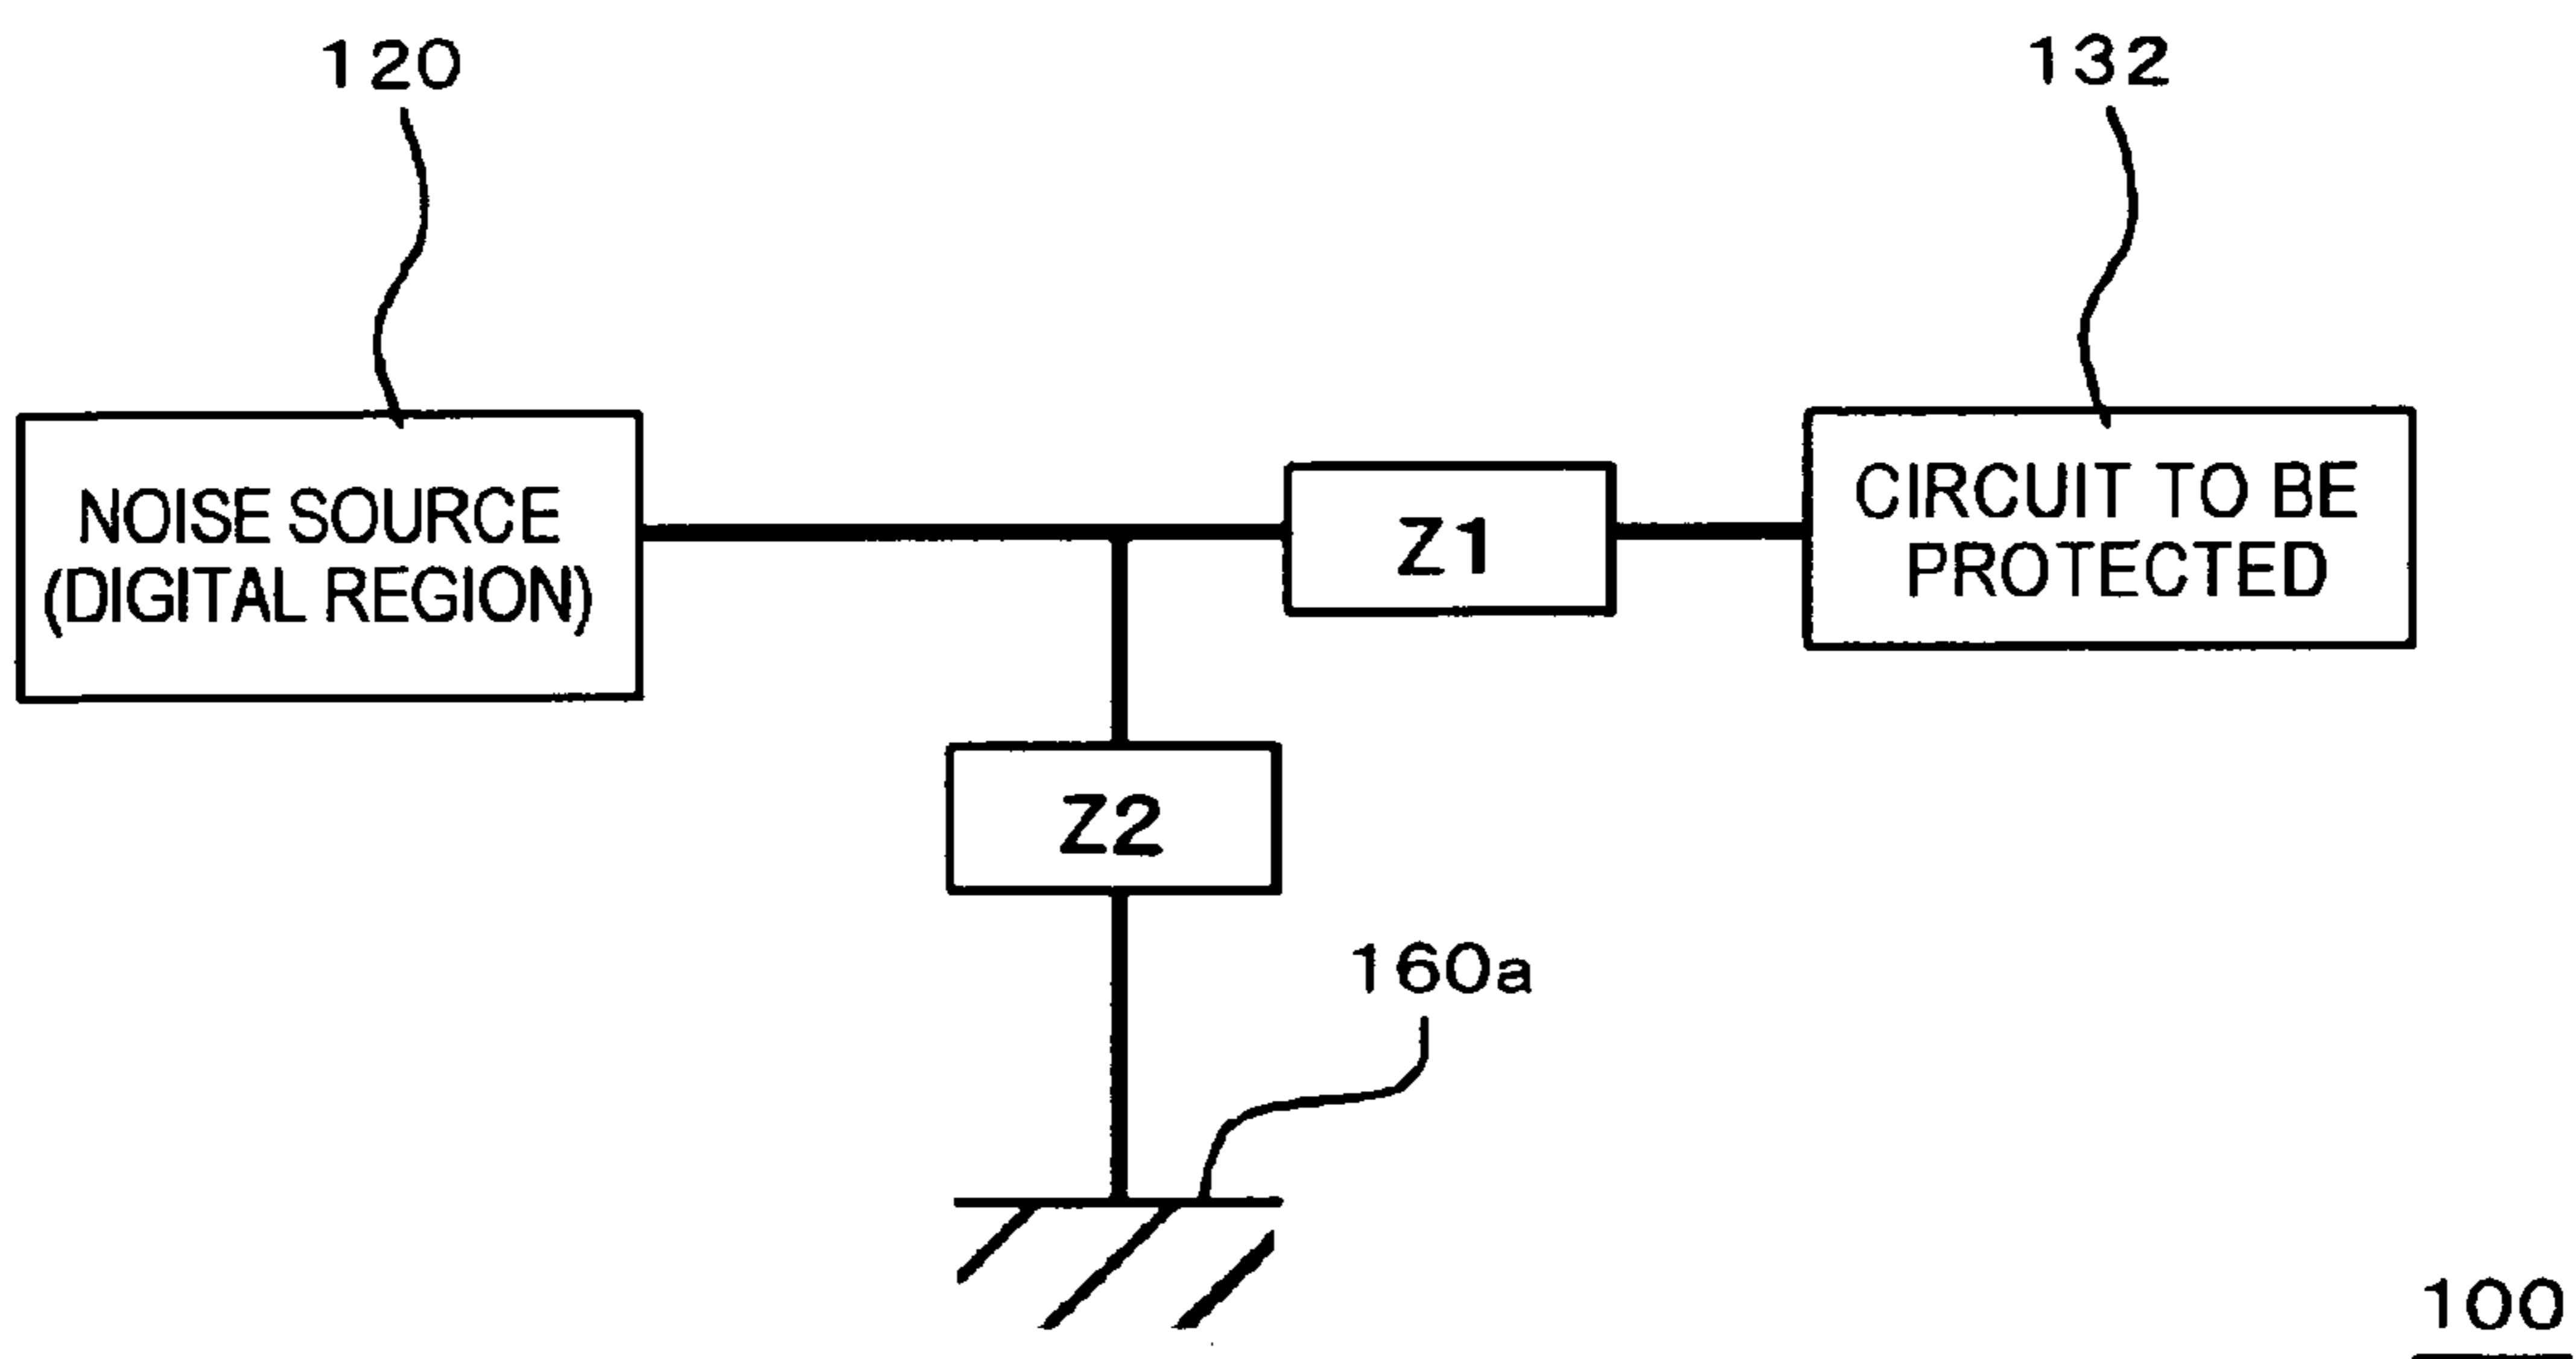 120
132
NOISE SOURCE
(DIGITAL REGION)
Z1
CIRCUIT TO BE
PROTECTED
Z2
160a
100